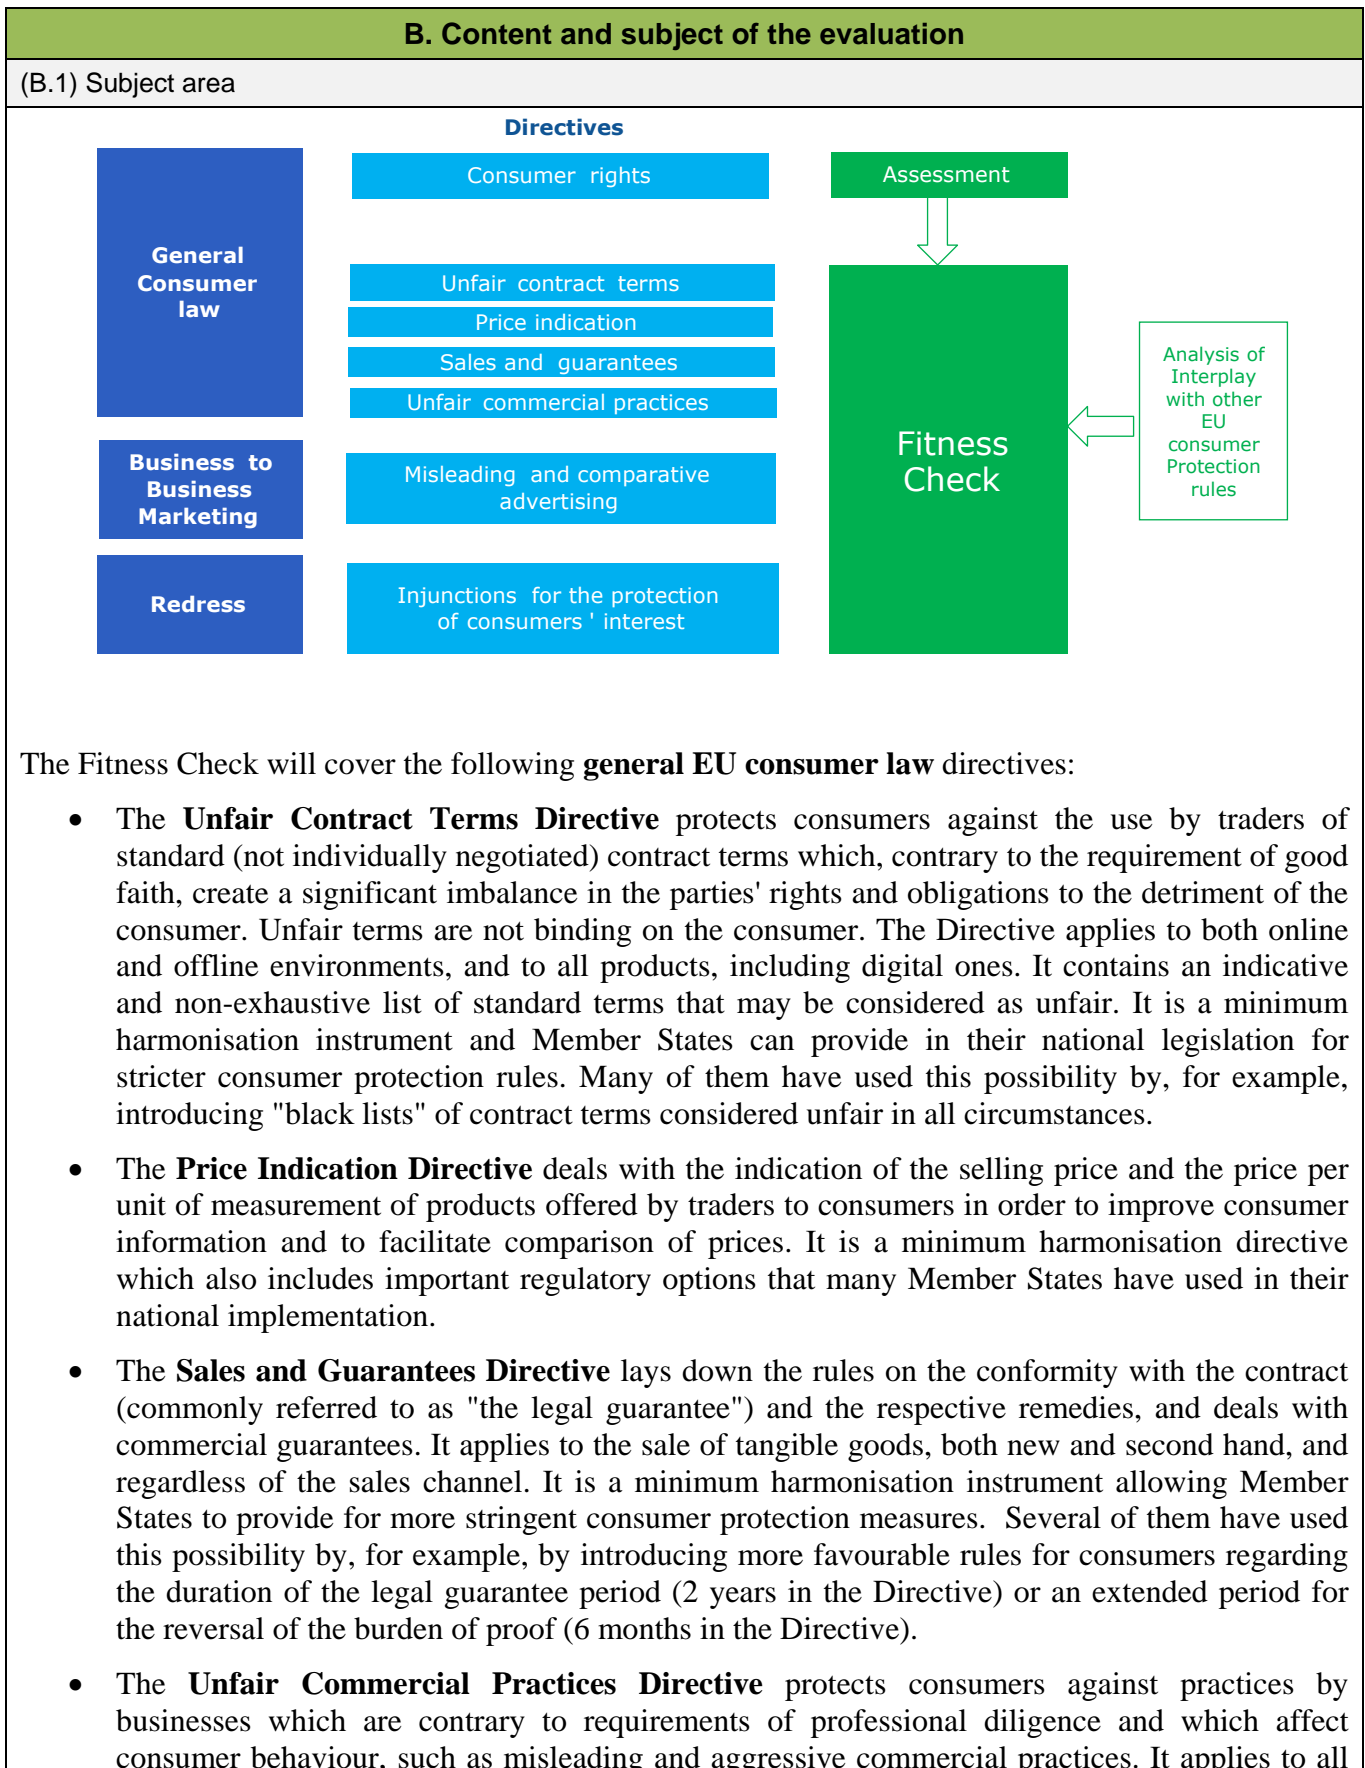 B. Content and subject of the evaluation
(B.1) Subject area
Directives
General
Consumer
law
Consumer rights
Unfair contract terms
Price indication
Sales and guarantees
Unfair commercial practices
Business to
Business
Marketing
Misleading and comparative
advertising
Redress
Injunctions for the protection
of consumers ' interest
Assessment
Fitness
Check
Analysis of
Interplay
with other
EU
consumer
Protection
rules
The Fitness Check will cover the following general EU consumer law directives:
• The Unfair Contract Terms Directive protects consumers against the use by traders of
standard (not individually negotiated) contract terms which, contrary to the requirement of good
faith, create a significant imbalance in the parties' rights and obligations to the detriment of the
consumer. Unfair terms are not binding on the consumer. The Directive applies to both online
and offline environments, and to all products, including digital ones. It contains an indicative
and non-exhaustive list of standard terms that may be considered as unfair. It is a minimum
harmonisation instrument and Member States can provide in their national legislation for
stricter consumer protection rules. Many of them have used this possibility by, for example,
introducing "black lists" of contract terms considered unfair in all circumstances.
• The Price Indication Directive deals with the indication of the selling price and the price per
unit of measurement of products offered by traders to consumers in order to improve consumer
information and to facilitate comparison of prices. It is a minimum harmonisation directive
which also includes important regulatory options that many Member States have used in their
national implementation.
• The Sales and Guarantees Directive lays down the rules on the conformity with the contract
(commonly referred to as "the legal guarantee") and the respective remedies, and deals with
commercial guarantees. It applies to the sale of tangible goods, both new and second hand, and
regardless of the sales channel. It is a minimum harmonisation instrument allowing Member
States to provide for more stringent consumer protection measures. Several of them have used
this possibility by, for example, by introducing more favourable rules for consumers regarding
the duration of the legal guarantee period (2 years in the Directive) or an extended period for
the reversal of the burden of proof (6 months in the Directive).
• The Unfair Commercial Practices Directive protects consumers against practices by
businesses which are contrary to requirements of professional diligence and which affect
consumer behaviour, such as misleading and aggressive commercial practices. It applies to all